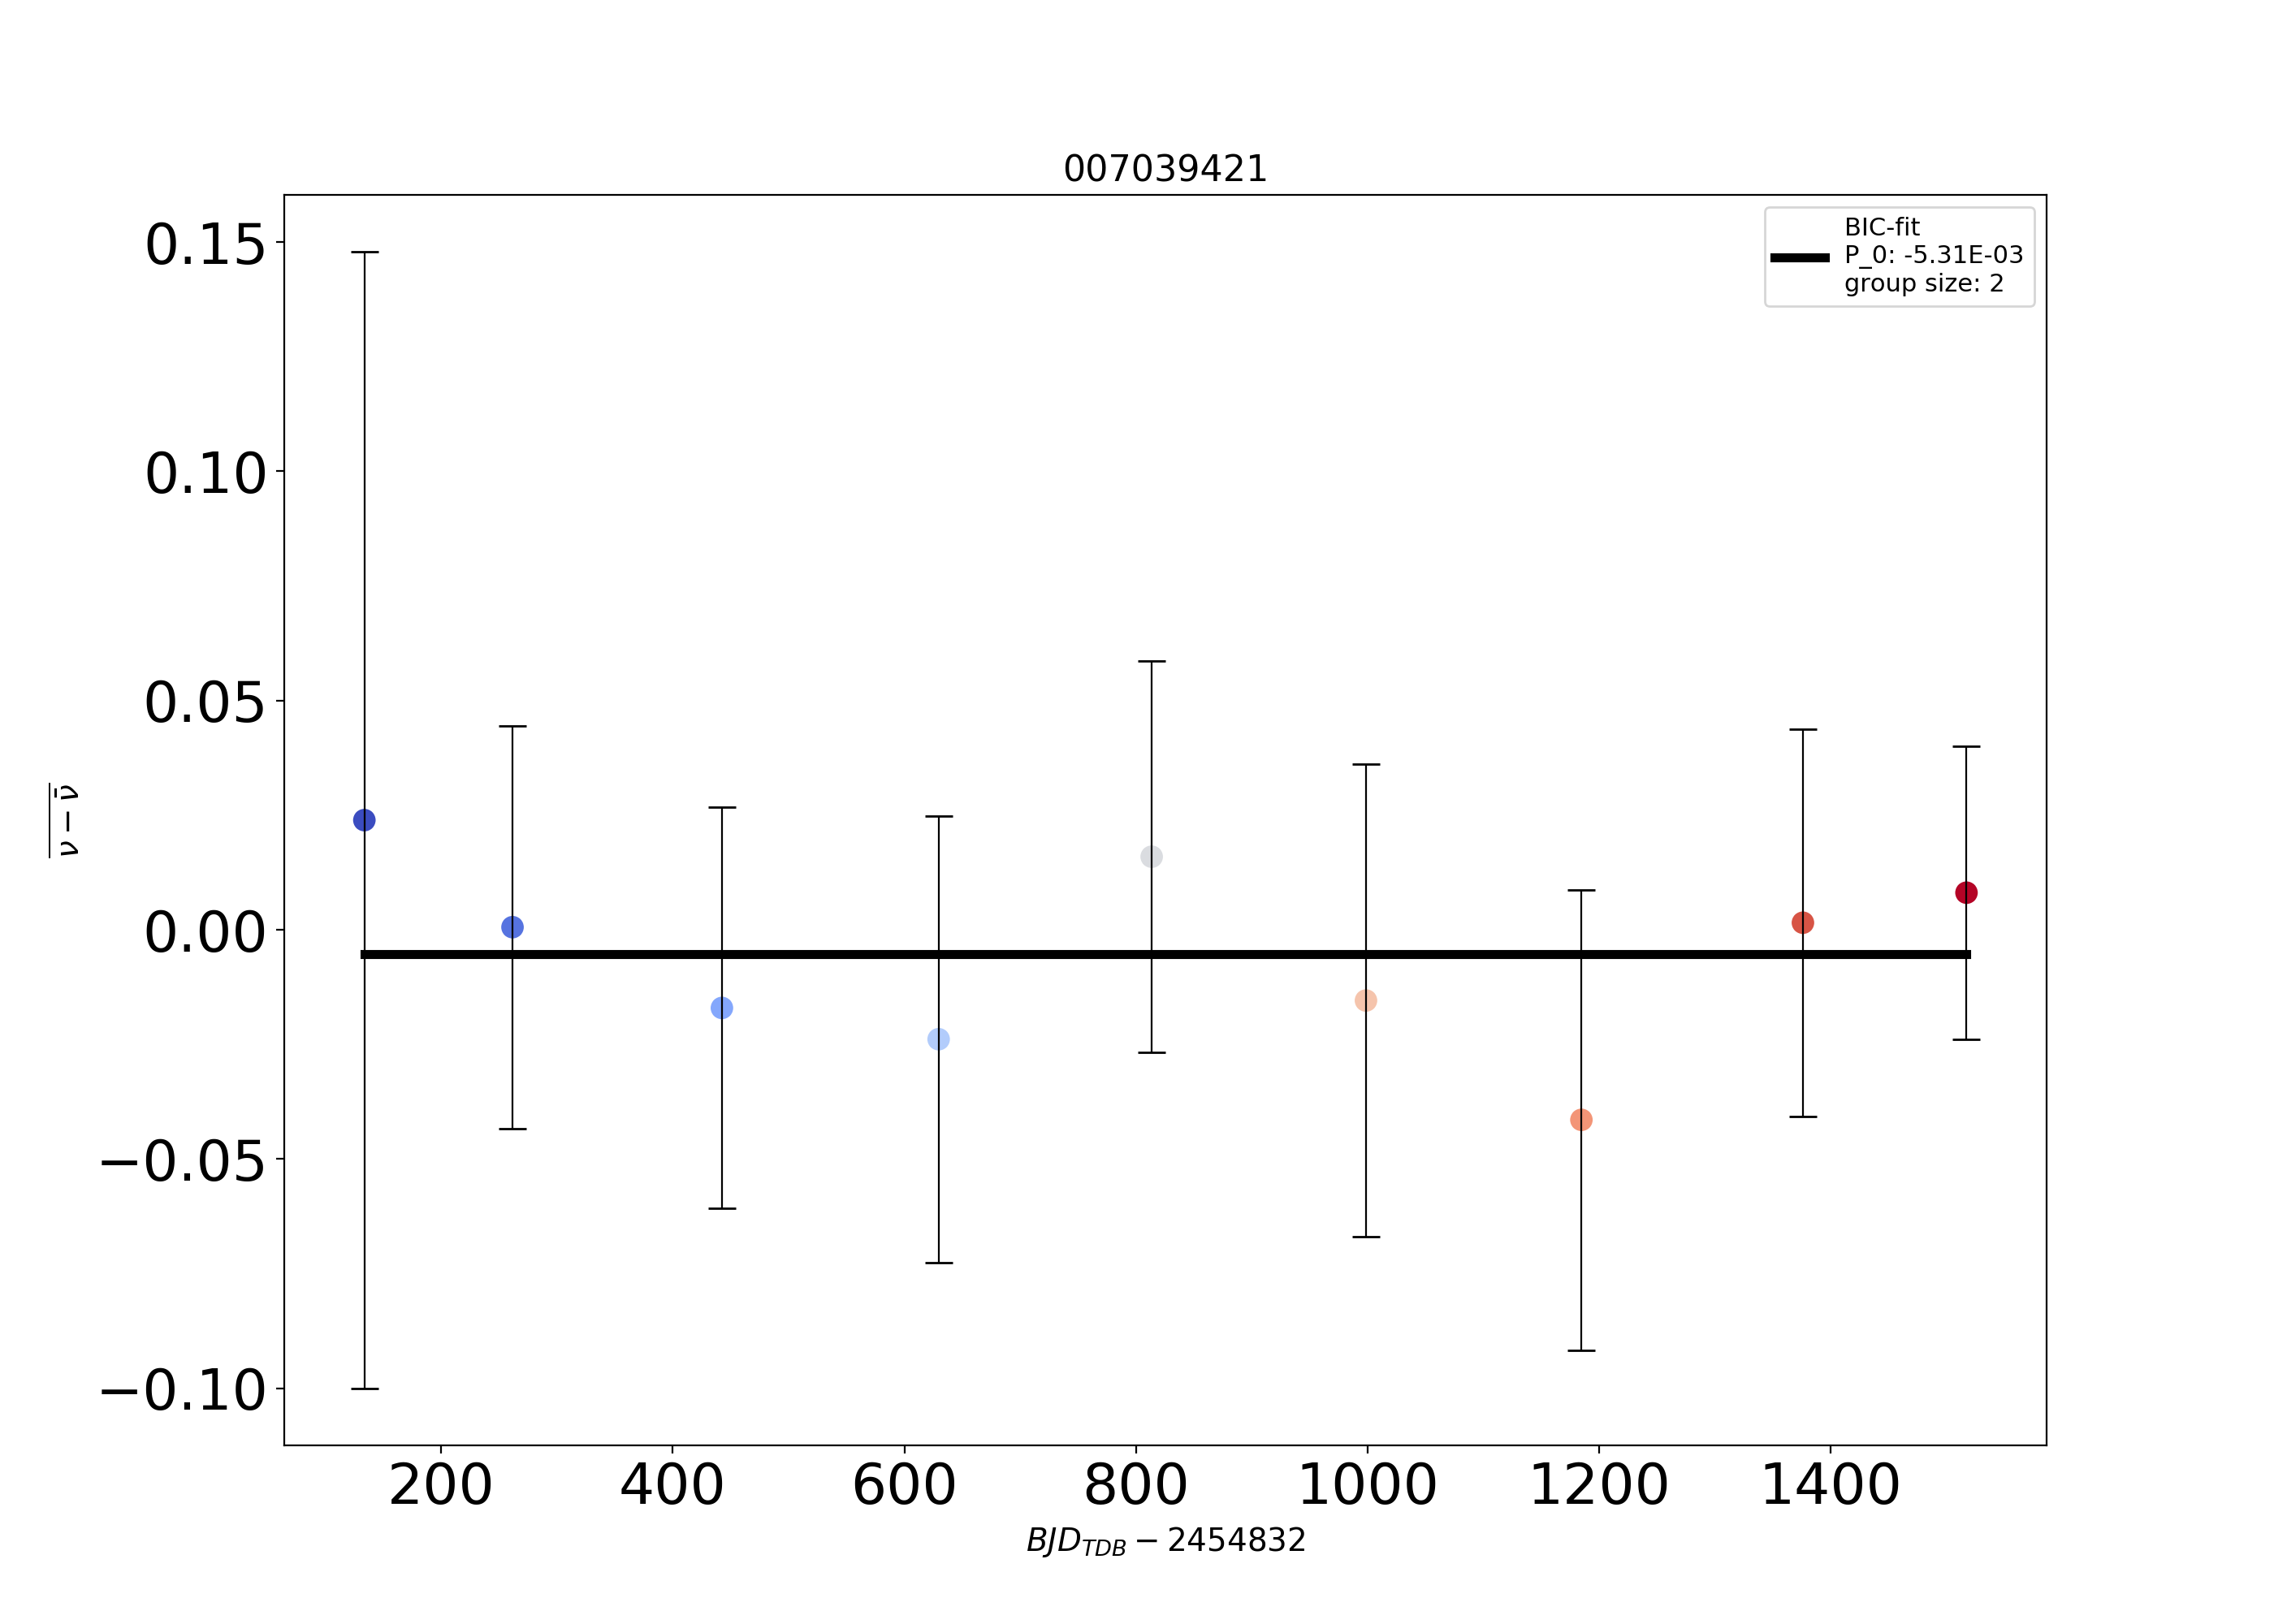 007039421
BIC-fit
P_0: -5.31E-03
group size: 2
0.15
0.10
0.05
0.00
−0.05
−0.10
ν − ν̄
200 400 600 800 1000 1200 1400
BJD_TDB − 2454832